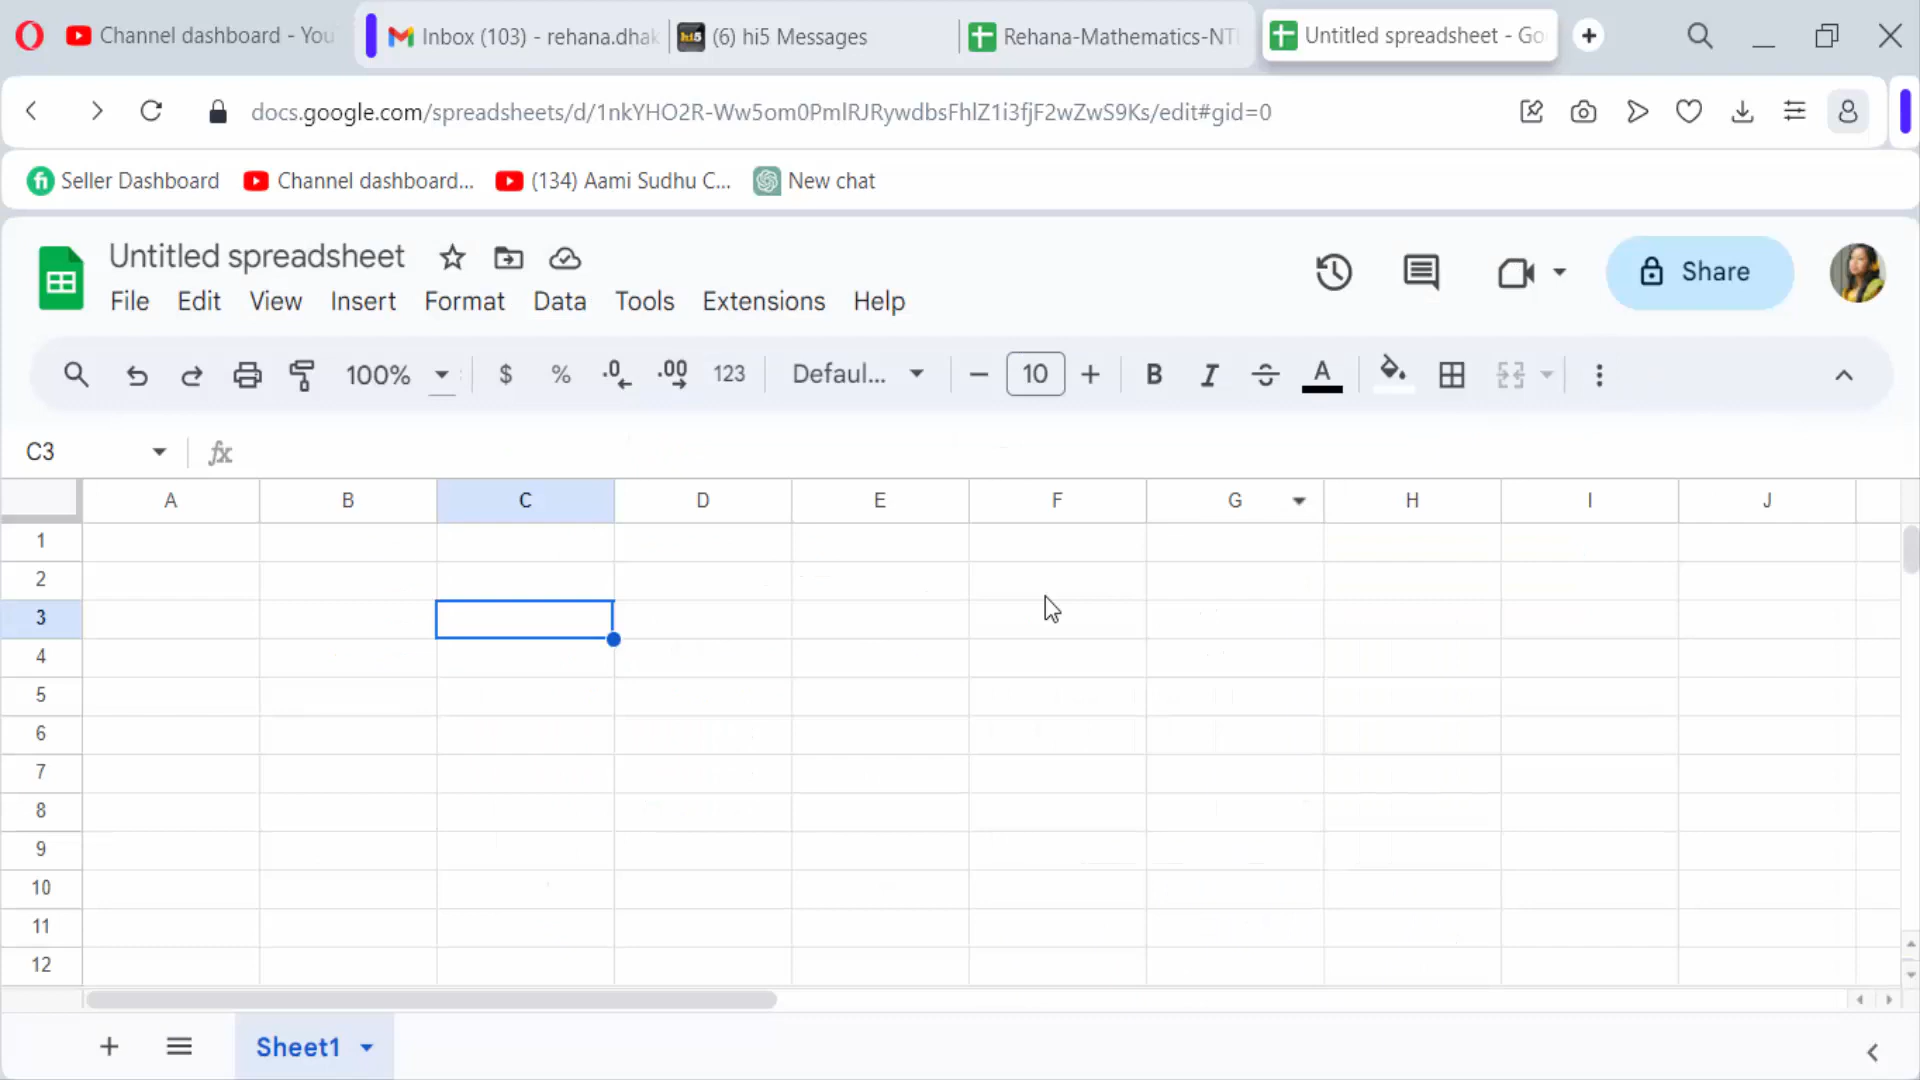 Channel dashboard - You
Inbox (103) - rehana.dhak
hi5
(6) hi5 Messages
Rehana-Mathematics-NT
Untitled spreadsheet - Go
docs.google.com/spreadsheets/d/1nkYHO2R-Ww5om0PmlRJRywdbsFhlZ1i3fjF2wZwS9Ks/edit#gid=0
fi
Seller Dashboard
Channel dashboard...
(134) Aami Sudhu C...
New chat
Untitled spreadsheet
File Edit View Insert Format Data Tools Extensions Help
Share
100% $ % .0 .00 123 Defaul... 10 B I A
C3
fx
A B C D E F G H I J
1
2
3
4
5
6
7
8
9
10
11
12
Sheet1